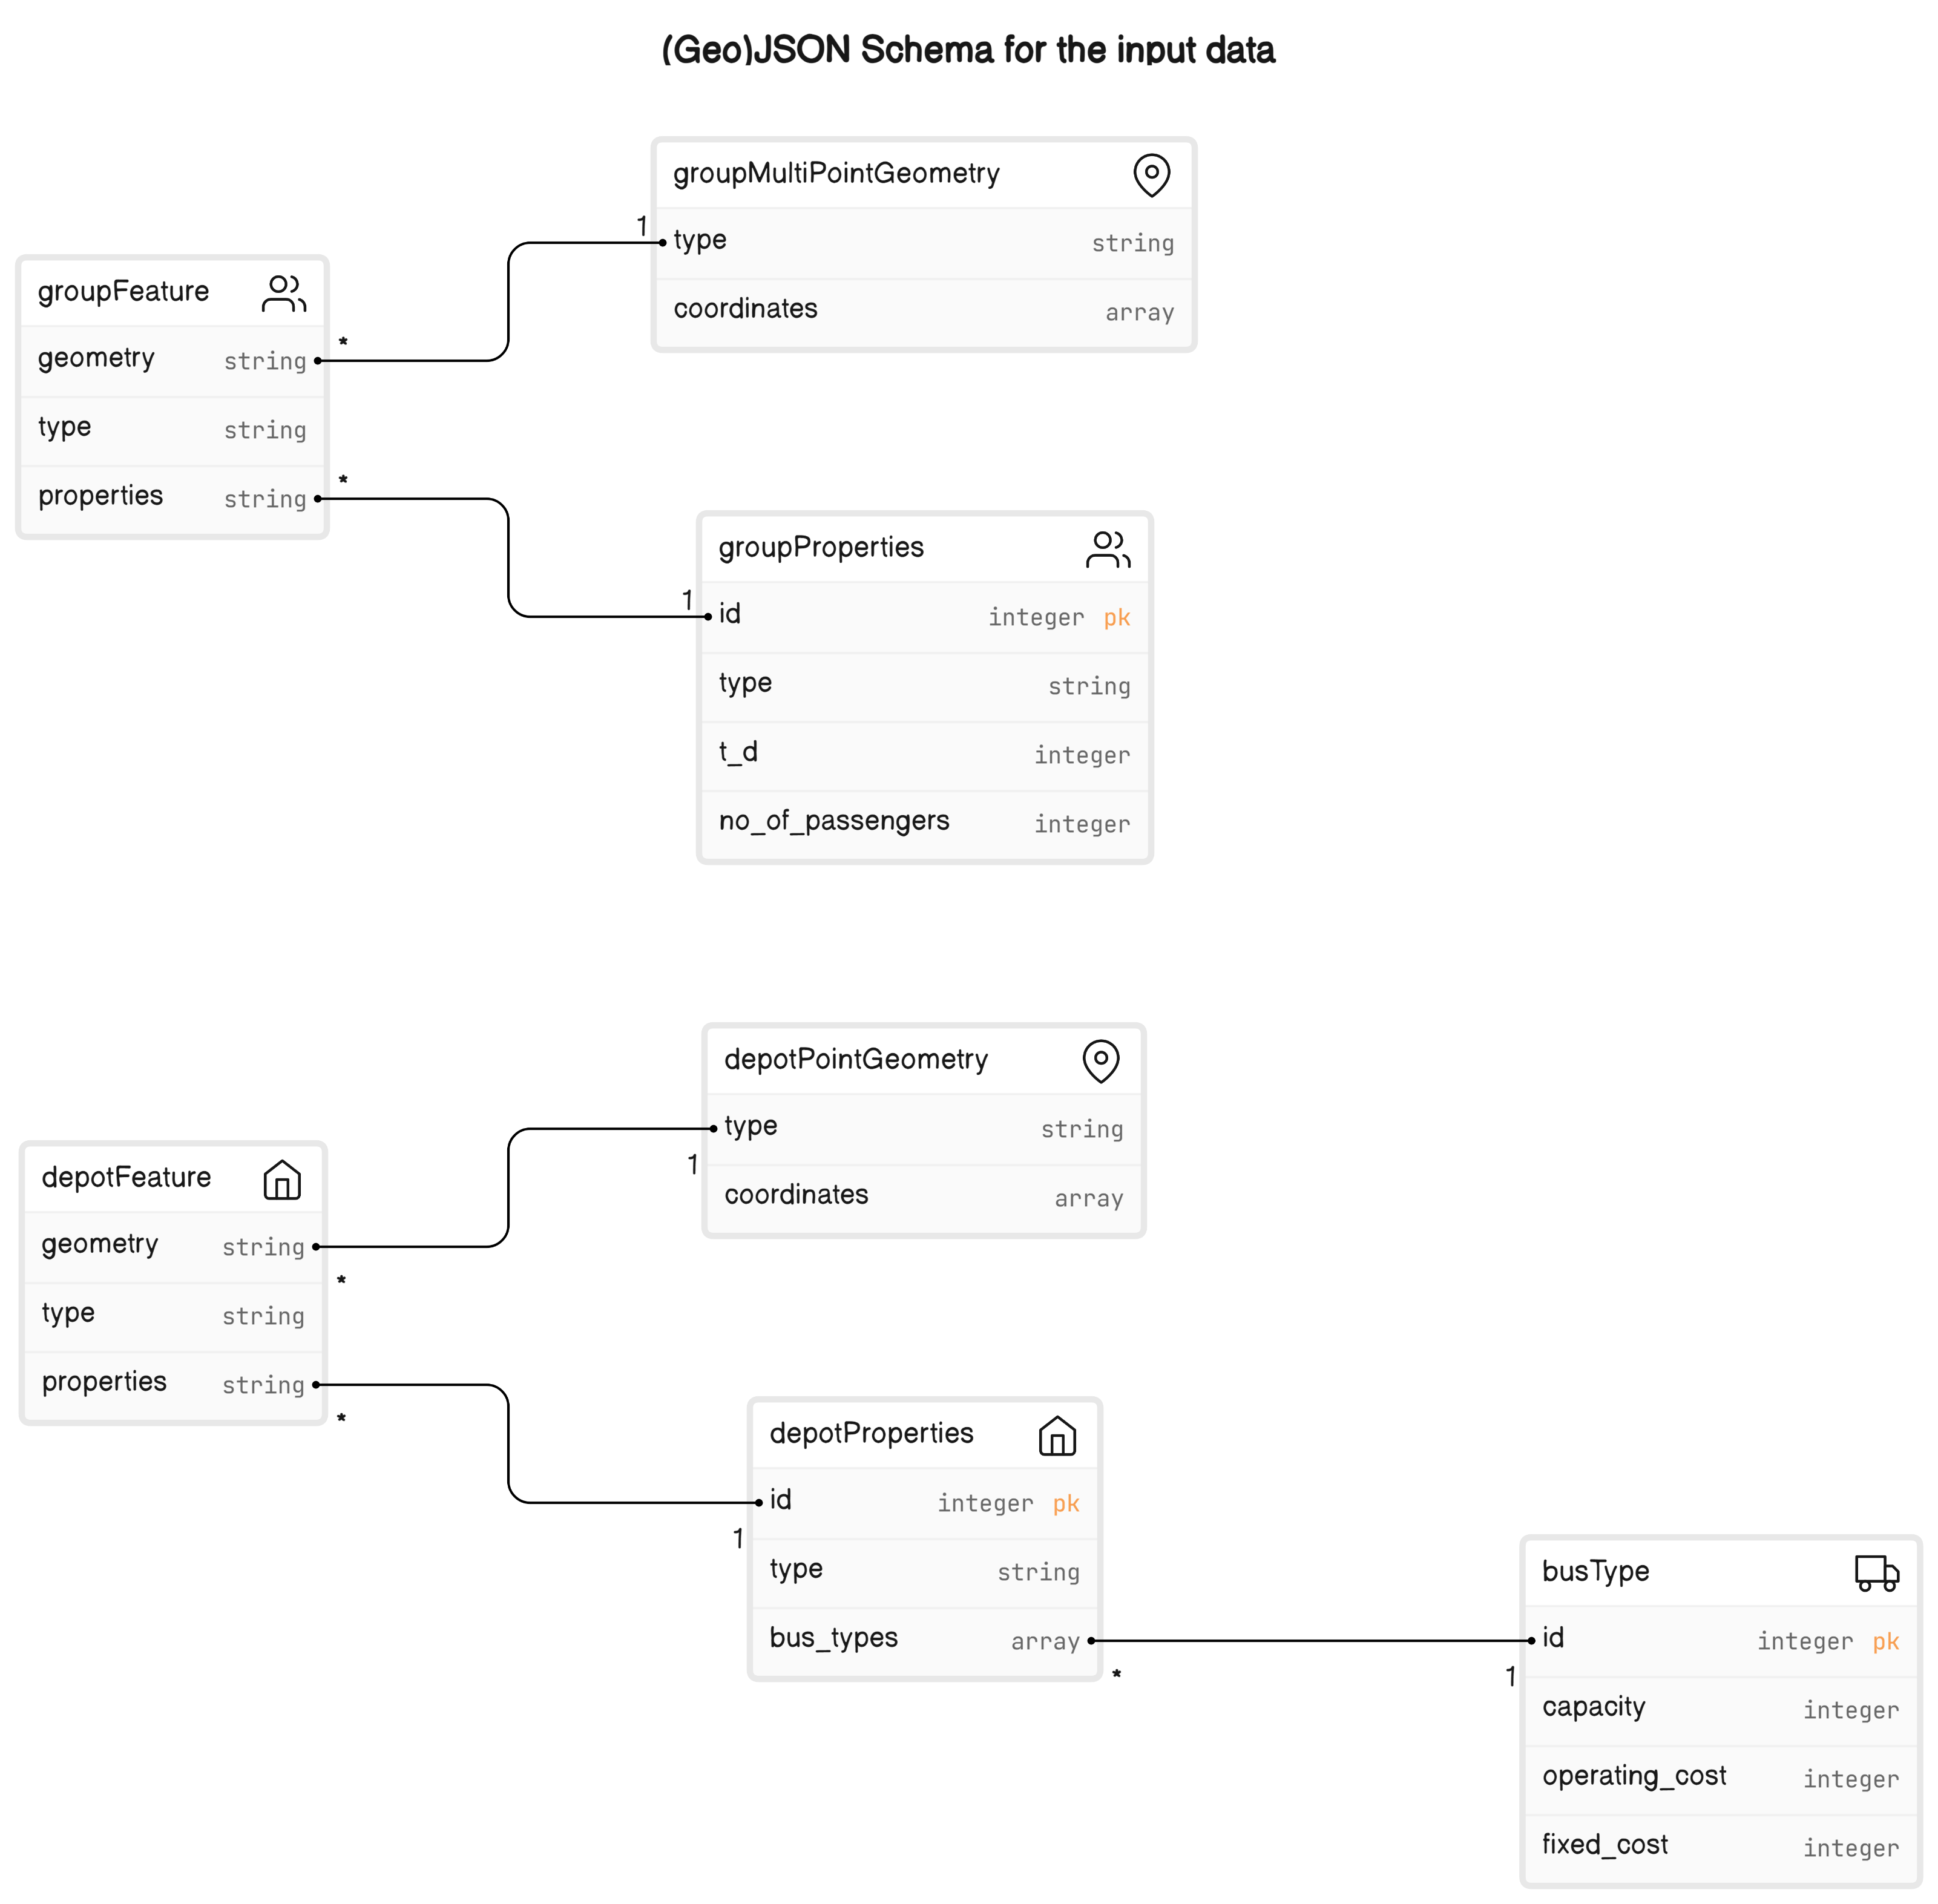 (Geo)JSON Schema for the input data
groupMultiPointGeometry
1 type string
coordinates array
groupFeature
geometry string *
type string
properties string *
groupProperties
1 id integer pk
type string
t_d integer
no_of_passengers integer
depotPointGeometry
type string
1
coordinates array
depotFeature
geometry string
*
type string
properties string
*
depotProperties
id integer pk
1
type string
bus_types array
*
busType
id integer pk
1
capacity integer
operating_cost integer
fixed_cost integer